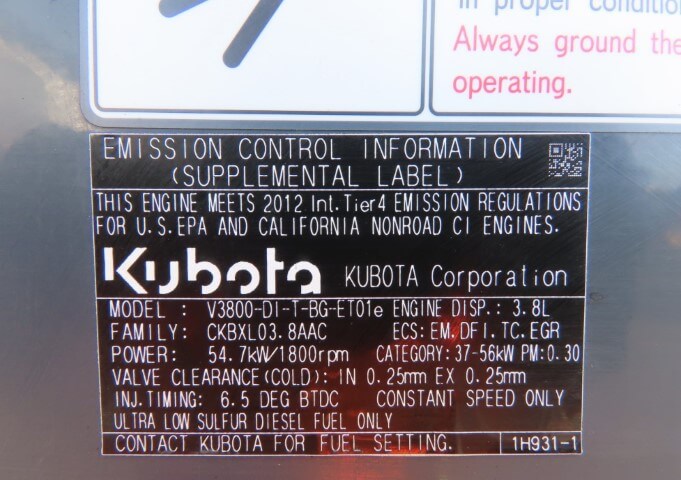 in proper condition
Always ground the
operating.
EMISSION CONTROL INFORMATION
(SUPPLEMENTAL LABEL)
THIS ENGINE MEETS 2012 Int. Tier4 EMISSION REGULATIONS
FOR U.S.EPA AND CALIFORNIA NONROAD CI ENGINES.
Kubota KUBOTA Corporation
MODEL : V3800-DI-T-BG-ET01e ENGINE DISP.: 3.8L
FAMILY: CKBXL03.8AAC ECS: EM, DFI, TC, EGR
POWER: 54.7kW/1800rpm CATEGORY: 37-56kW PM: 0.30
VALVE CLEARANCE(COLD): IN 0.25mm EX 0.25mm
INJ.TIMING: 6.5 DEG BTDC CONSTANT SPEED ONLY
ULTRA LOW SULFUR DIESEL FUEL ONLY
CONTACT KUBOTA FOR FUEL SETTING. 1H931-1